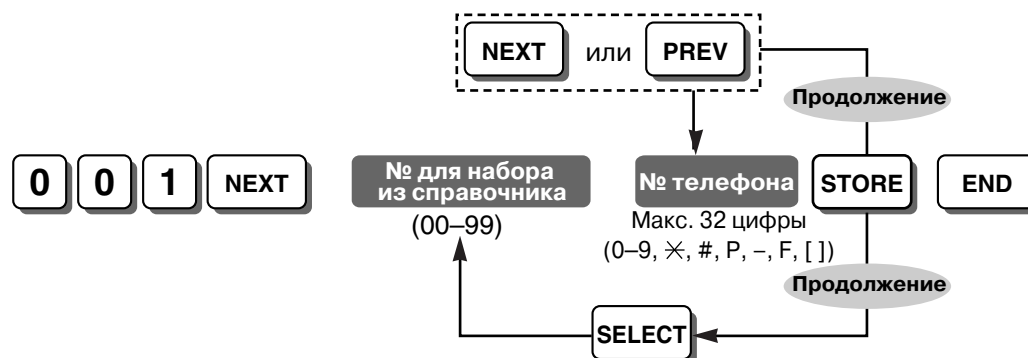 NEXT или PREV
Продолжение
0 0 1 NEXT
№ для набора
из справочника
(00–99)
№ телефона
Макс. 32 цифры
(0–9, ✳, #, P, –, F, [ ])
STORE
END
Продолжение
SELECT